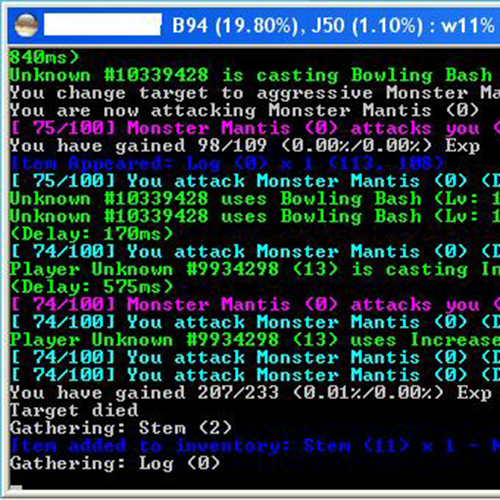 B94 (19.80%), J50 (1.10%) : w11%
840ms)
Unknown #10339428 is casting Bowling Bash
You change target to aggressive Monster Ma
You are now attacking Monster Mantis (0)
[ 75/100] Monster Mantis (0) attacks you (
You have gained 98/109 (0.00%/0.00%) Exp
Item Appeared: Log (0) x 1 (113, 108)
[ 75/100] You attack Monster Mantis (0) (D
Unknown #10339428 uses Bowling Bash (Lv: 1
Unknown #10339428 uses Bowling Bash (Lv: 1
(Delay: 170ms)
[ 74/100] You attack Monster Mantis (0) (D
Player Unknown #9934298 (13) is casting In
(Delay: 575ms)
[ 74/100] Monster Mantis (0) attacks you (
[ 74/100] You attack Monster Mantis (0) (D
Player Unknown #9934298 (13) uses Increase
[ 74/100] You attack Monster Mantis (0) (D
[ 74/100] You attack Monster Mantis (0) (D
You have gained 207/233 (0.01%/0.00%) Exp
Target died
Gathering: Stem (2)
Item added to inventory: Stem (11) x 1 - 
Gathering: Log (0)